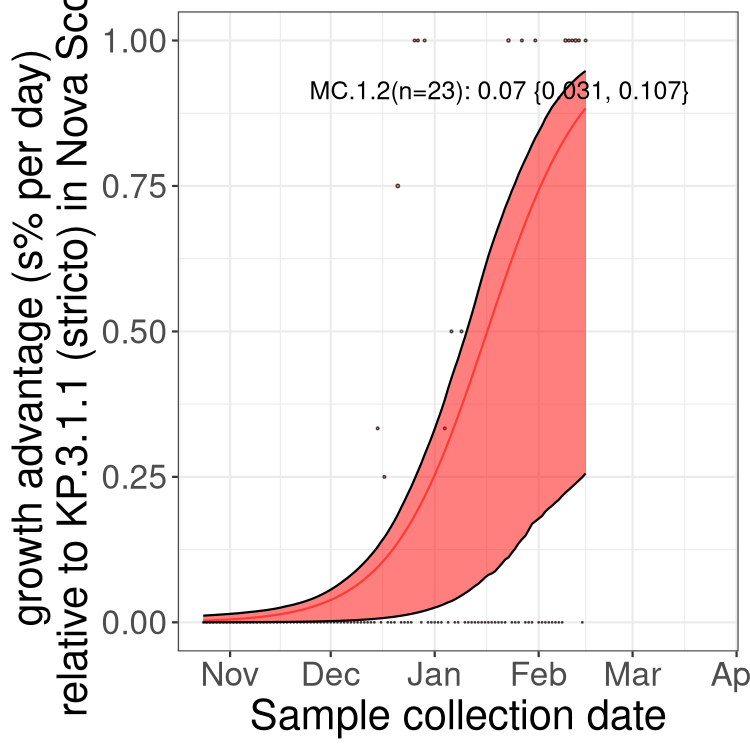 growth advantage (s% per day)
relative to KP.3.1.1 (stricto) in Nova Sco
1.00
0.75
0.50
0.25
0.00
MC.1.2(n=23): 0.07 {0.031, 0.107}
Nov Dec Jan Feb Mar Ap
Sample collection date